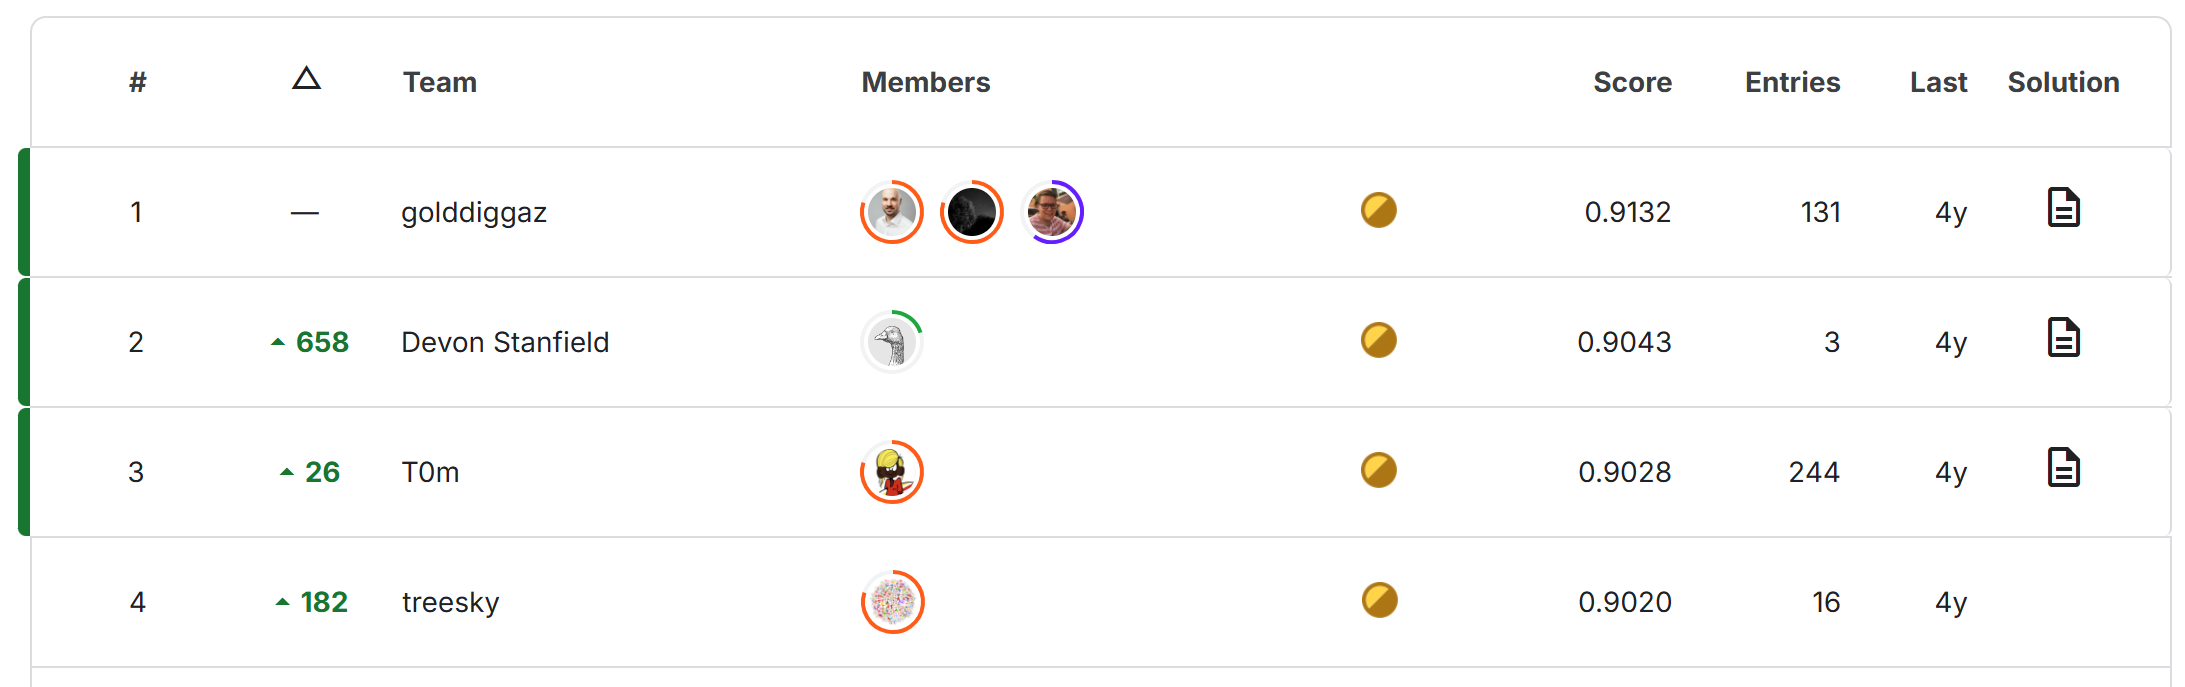 # △ Team Members Score Entries Last Solution
1 — golddiggaz 0.9132 131 4y
2 658 Devon Stanfield 0.9043 3 4y
3 26 T0m 0.9028 244 4y
4 182 treesky 0.9020 16 4y